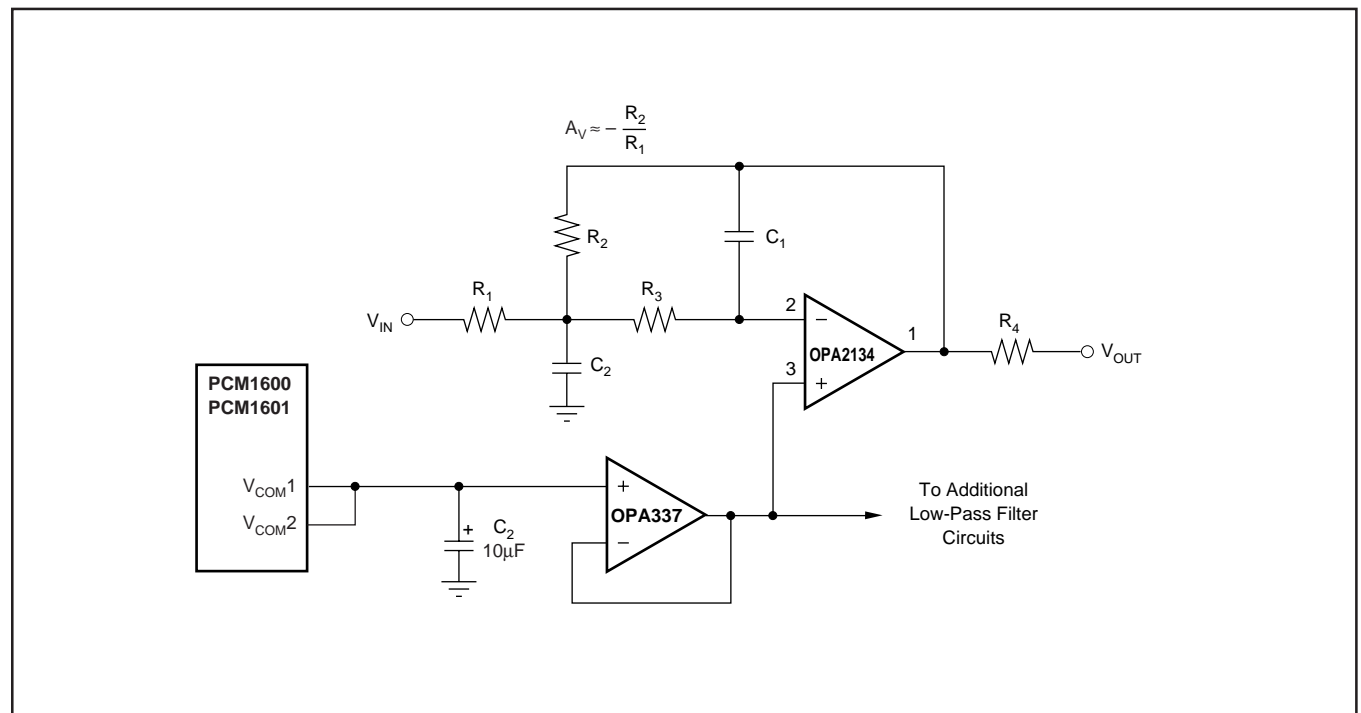 A_V ≈ – R_2 / R_1
R_2
C_1
R_1
R_3
V_IN
2
–
OPA2134
1
R_4
V_OUT
3
+
C_2
PCM1600
PCM1601
V_COM1
V_COM2
+
C_2
10µF
+
OPA337
–
To Additional
Low-Pass Filter
Circuits